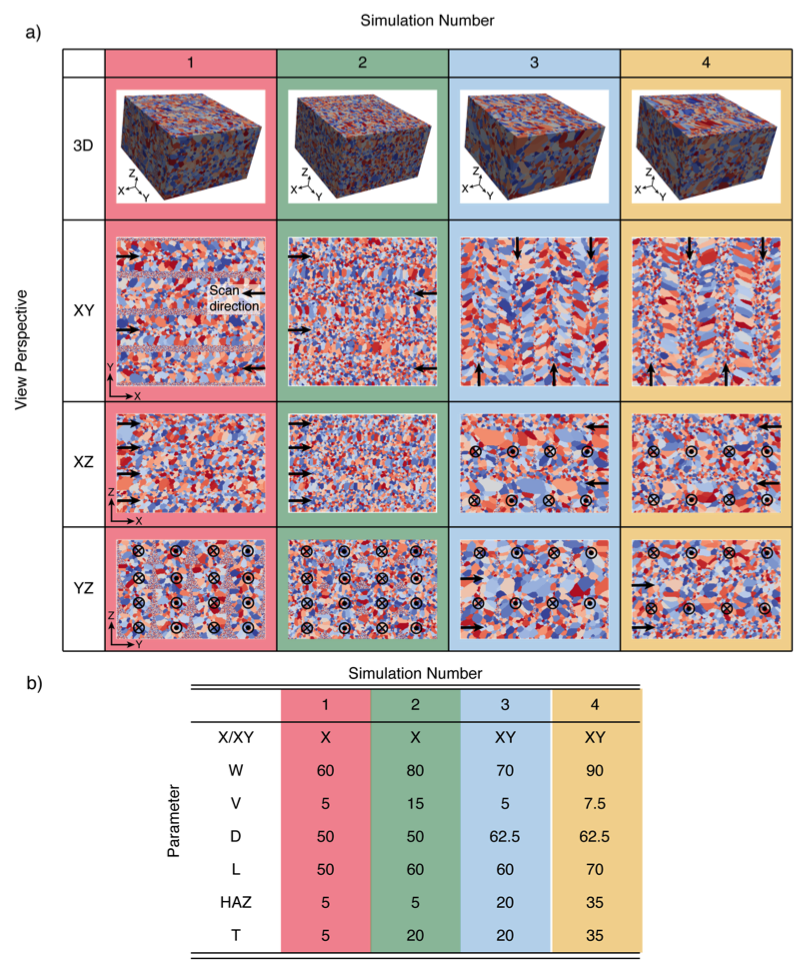 Simulation Number
a)
1 2 3 4
3D
Z
X Y
Z
X Y
Z
X Y
Z
X Y
View Perspective
XY
Scan
direction
Y
X
XZ
Z
X
YZ
Z
Y
b)
Simulation Number
1 2 3 4
Parameter
X/XY X X XY XY
W 60 80 70 90
V 5 15 5 7.5
D 50 50 62.5 62.5
L 50 60 60 70
HAZ 5 5 20 35
T 5 20 20 35